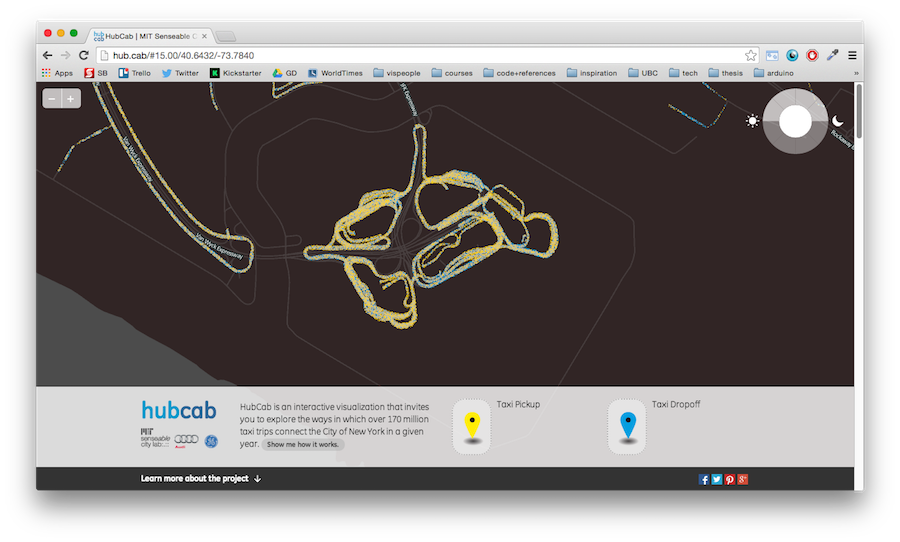 HubCab | MIT Senseable C
hub.cab/#15.00/40.6432/-73.7840
Apps SB Trello Twitter Kickstarter GD WorldTimes vispeople courses code+references inspiration UBC tech thesis arduino »
Van Wyck Expressway
Van Wyck Expressway
JFK Expressway
Rockaway B
hubcab
MIT
senseable
city lab:.:
Audi
HubCab is an interactive visualization that invites
you to explore the ways in which over 170 million
taxi trips connect the City of New York in a given
year. Show me how it works.
Taxi Pickup
Taxi Dropoff
Learn more about the project